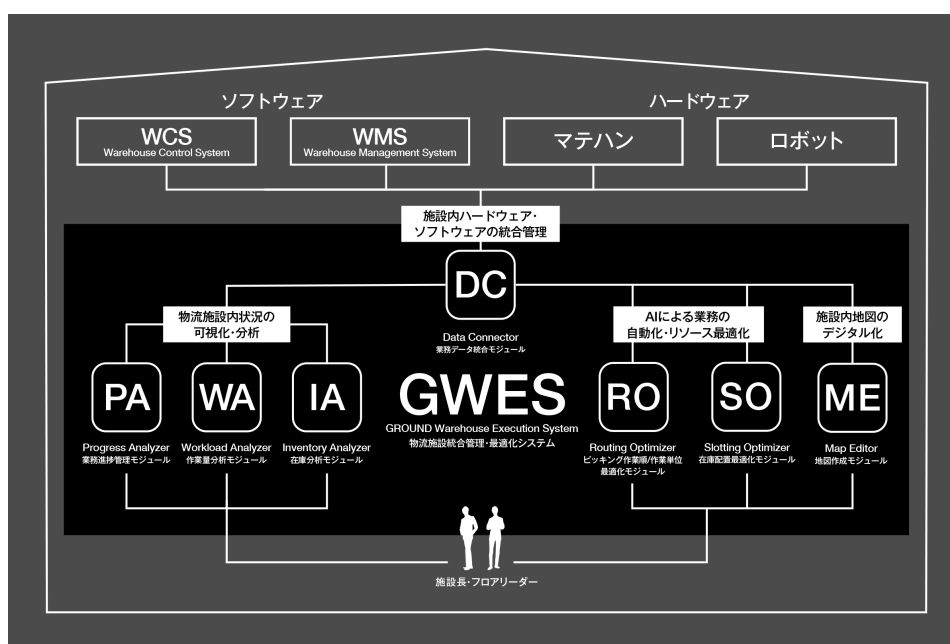 ソフトウェア
ハードウェア
WCS
Warehouse Control System
WMS
Warehouse Management System
マテハン
ロボット
施設内ハードウェア・
ソフトウェアの統合管理
DC
Data Connector
業務データ統合モジュール
物流施設内状況の
可視化・分析
AIによる業務の
自動化・リソース最適化
施設内地図の
デジタル化
PA
Progress Analyzer
業務進捗管理モジュール
WA
Workload Analyzer
作業量分析モジュール
IA
Inventory Analyzer
在庫分析モジュール
GWES
GROUND Warehouse Execution System
物流施設統合管理・最適化システム
RO
Routing Optimizer
ピッキング作業順/作業単位
最適化モジュール
SO
Slotting Optimizer
在庫配置最適化モジュール
ME
Map Editor
地図作成モジュール
施設長・フロアリーダー